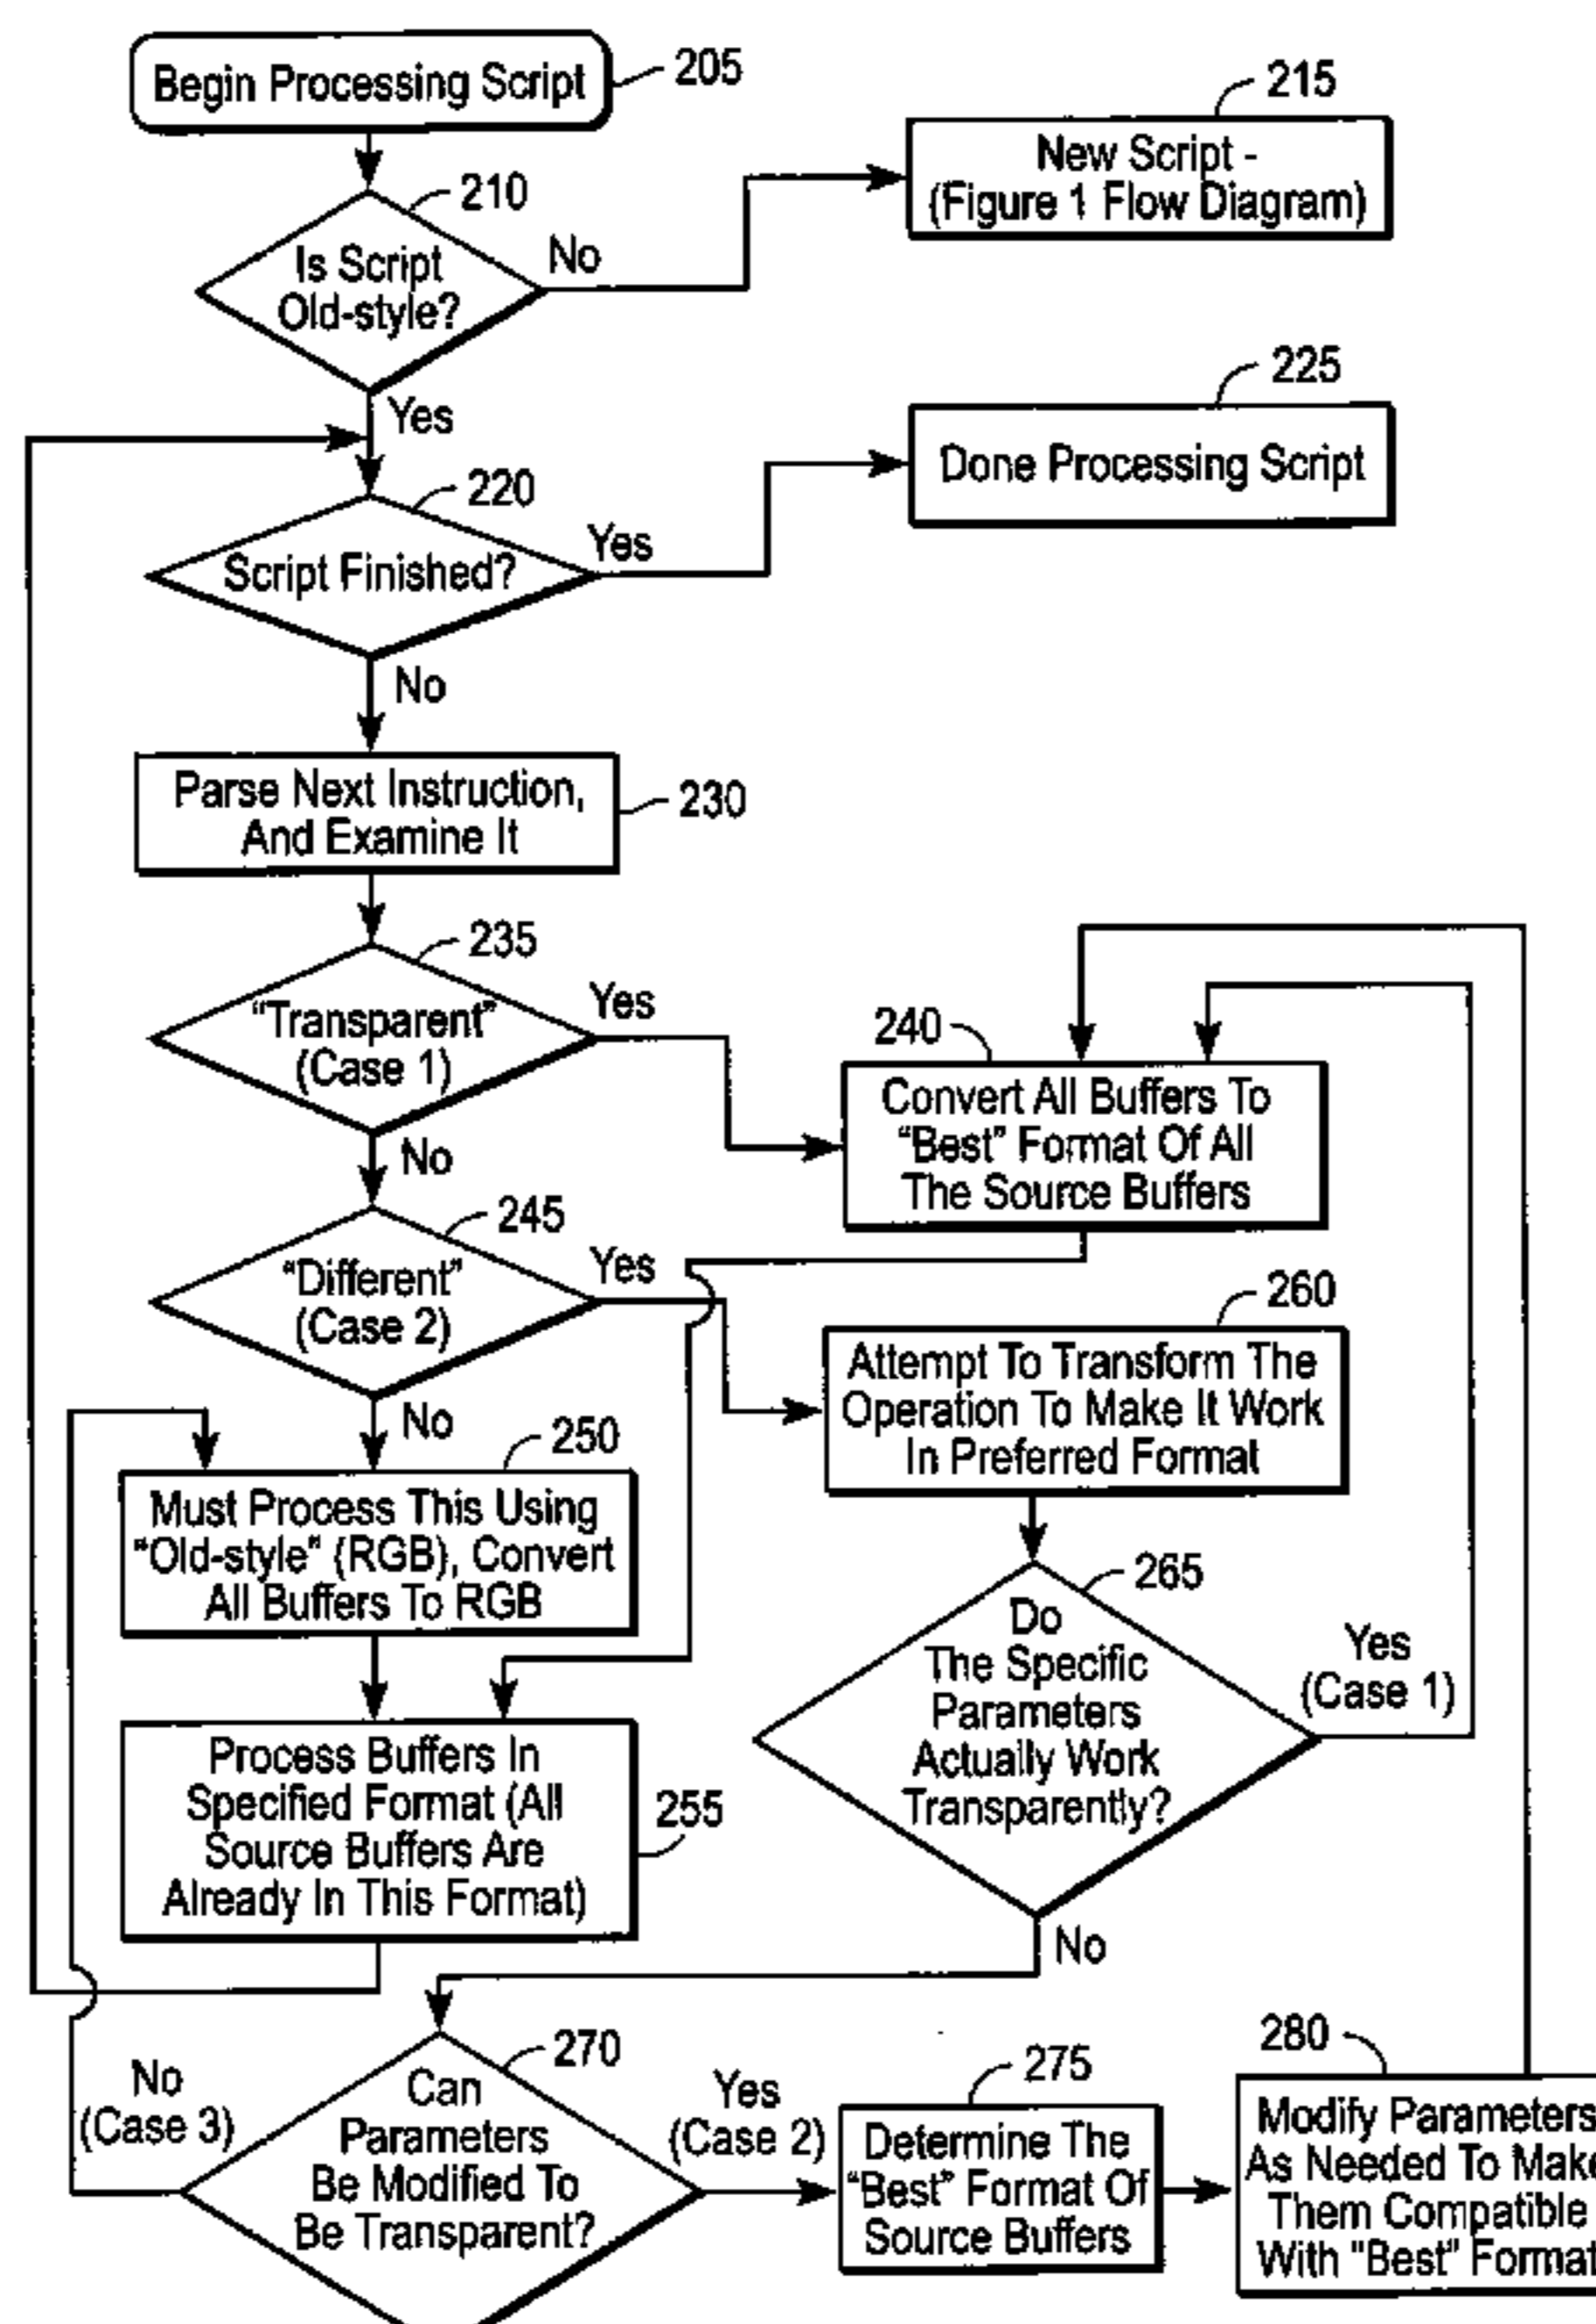 Begin Processing Script
205
210
Is Script
Old-style?
No
Yes
215
New Script -
(Figure 1 Flow Diagram)
220
Script Finished?
Yes
No
225
Done Processing Script
Parse Next Instruction,
And Examine It
230
235
"Transparent"
(Case 1)
Yes
No
240
Convert All Buffers To
"Best" Format Of All
The Source Buffers
245
"Different"
(Case 2)
Yes
No
250
Must Process This Using
"Old-style" (RGB), Convert
All Buffers To RGB
260
Attempt To Transform The
Operation To Make It Work
In Preferred Format
Process Buffers In
Specified Format (All
Source Buffers Are
Already In This Format)
255
265
Do
The Specific
Parameters
Actually Work
Transparently?
Yes
(Case 1)
No
270
Can
Parameters
Be Modified To
Be Transparent?
No
(Case 3)
Yes
(Case 2)
275
Determine The
"Best" Format Of
Source Buffers
280
Modify Parameters
As Needed To Make
Them Compatible
With "Best" Format